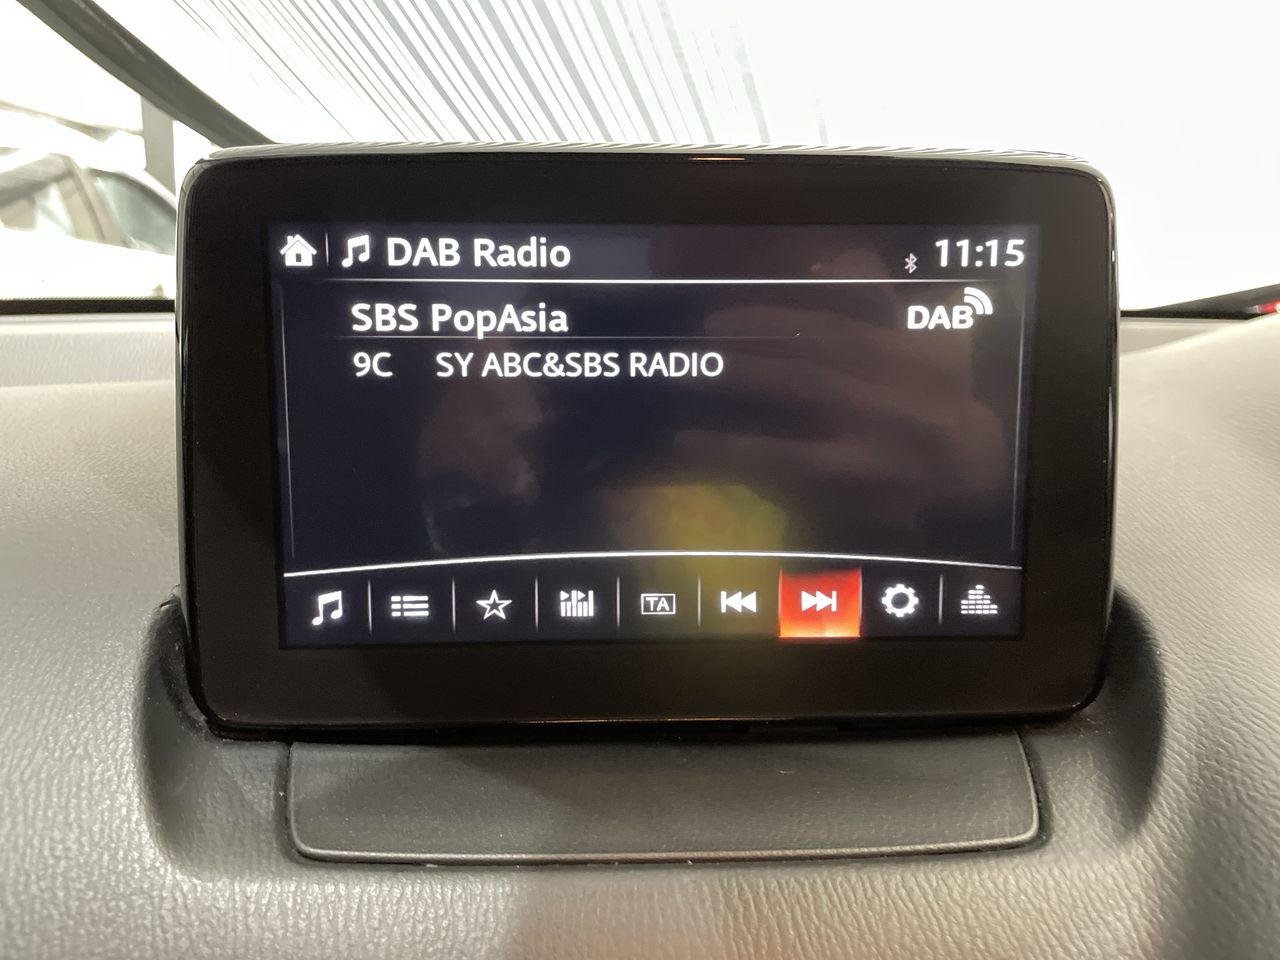 DAB Radio 11:15
SBS PopAsia DAB
9C SY ABC&SBS RADIO
TA